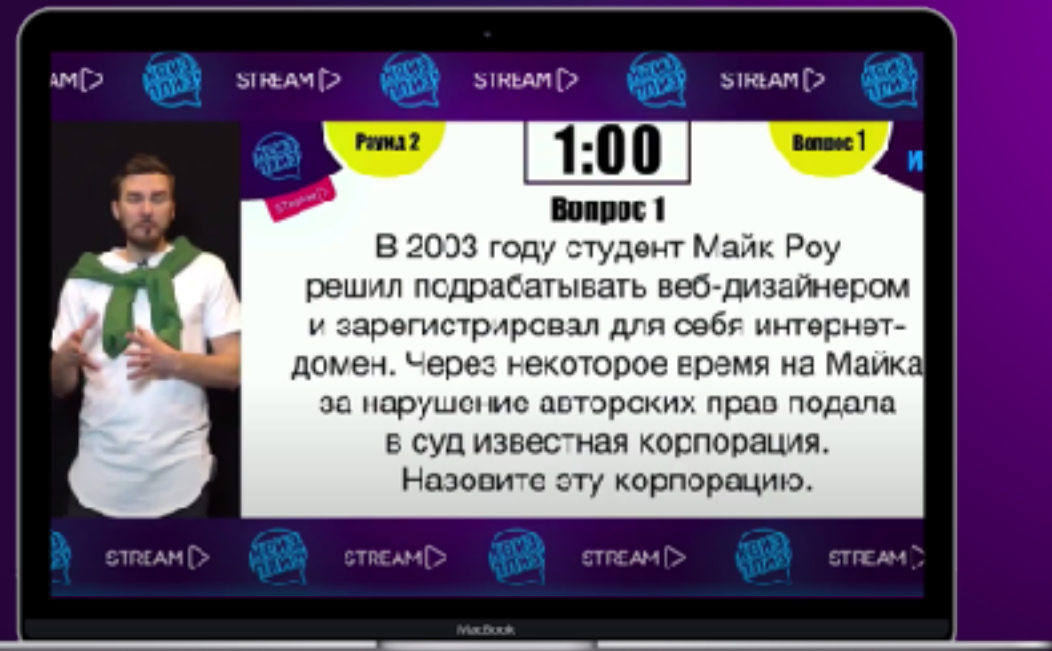 STREAM STREAM STREAM
Раунд 2
1:00
Вопрос 1
STREAM
Вопрос 1
В 2003 году студент Майк Роу
решил подрабатывать веб-дизайнером
и зарегистрировал для себя интернет-
домен. Через некоторое время на Майка
за нарушение авторских прав подала
в суд известная корпорация.
Назовите эту корпорацию.
STREAM STREAM STREAM STREAM
MacBook